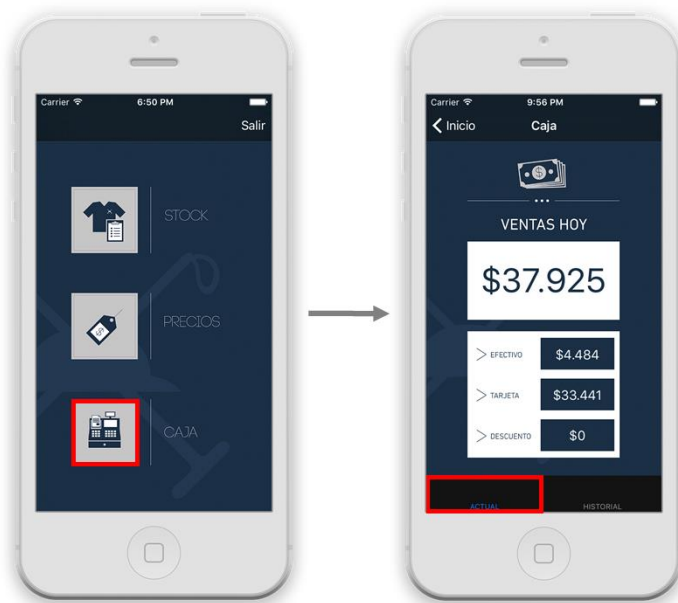 Carrier 6:50 PM
Salir
STOCK
PRECIOS
CAJA
Carrier 9:56 PM
Inicio Caja
$
VENTAS HOY
$37.925
EFECTIVO $4.484
TARJETA $33.441
DESCUENTO $0
ACTUAL HISTORIAL